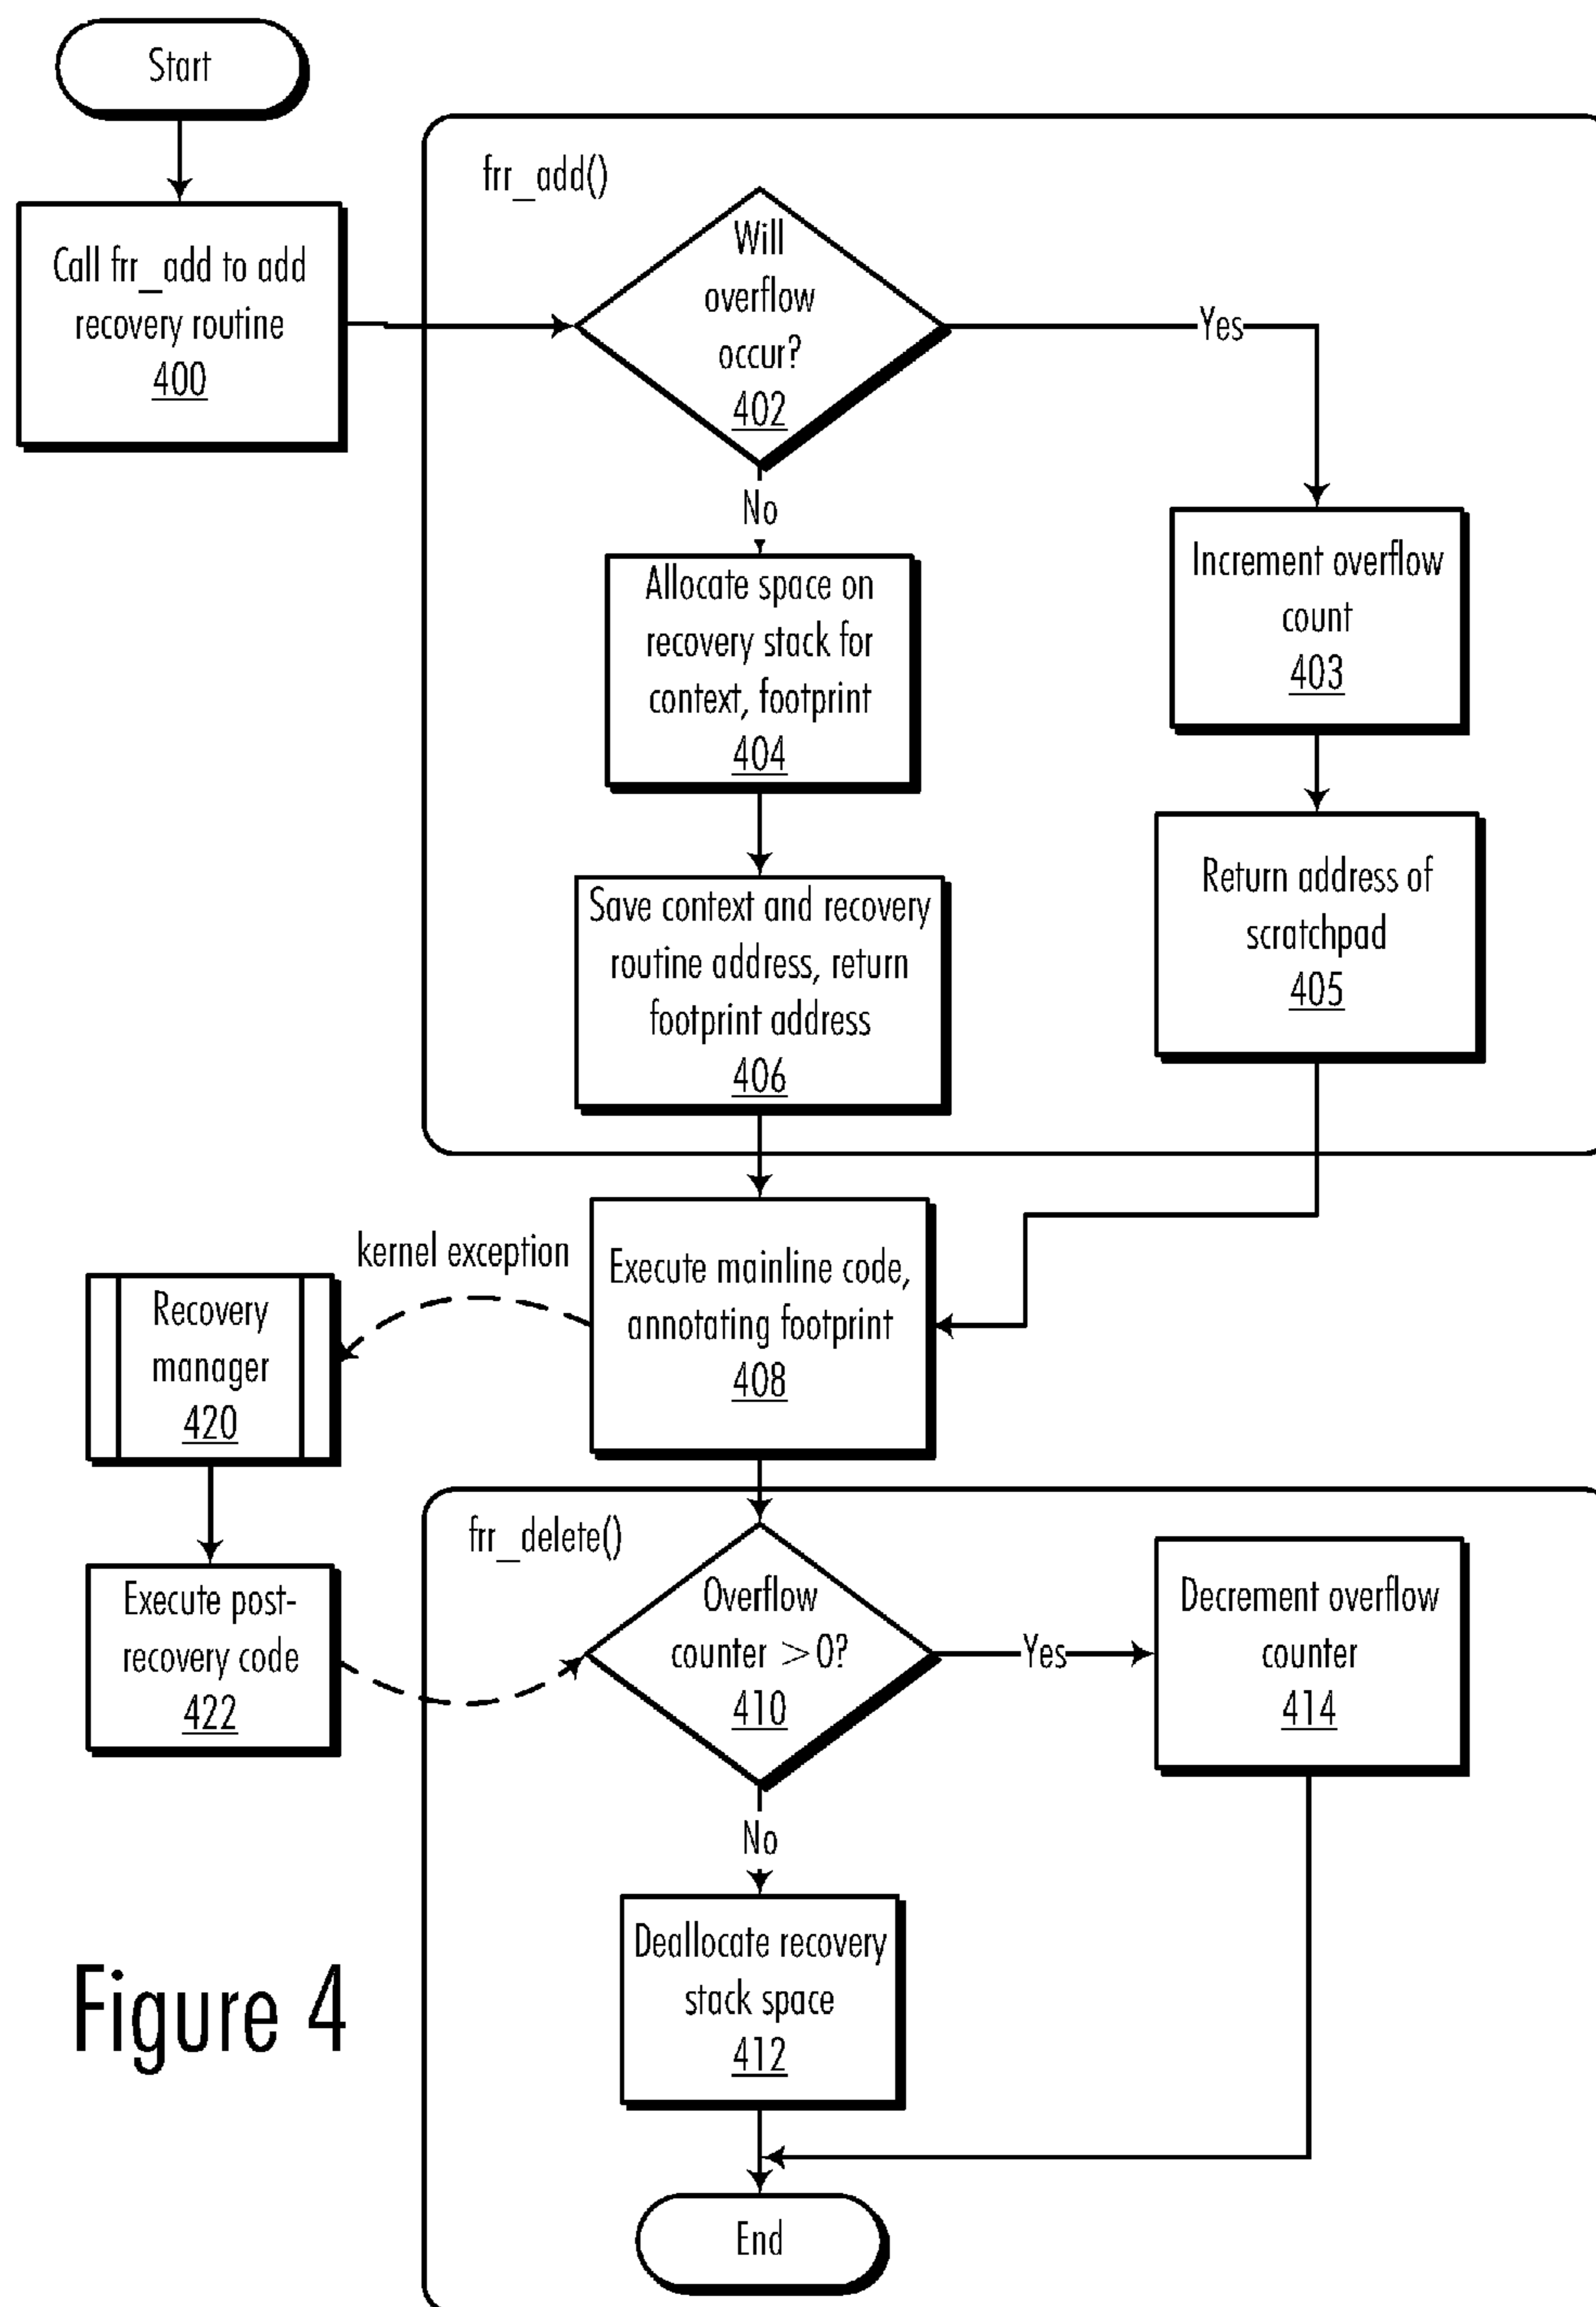 Start
Call frr_add to add
recovery routine
400
frr_add()
Will
overflow
occur?
402
Yes
No
Allocate space on
recovery stack for
context, footprint
404
Increment overflow
count
403
Save context and recovery
routine address, return
footprint address
406
Return address of
scratchpad
405
kernel exception
Execute mainline code,
annotating footprint
408
Recovery
manager
420
Execute post-
recovery code
422
frr_delete()
Overflow
counter > 0?
410
Yes
Decrement overflow
counter
414
No
Deallocate recovery
stack space
412
End
Figure 4